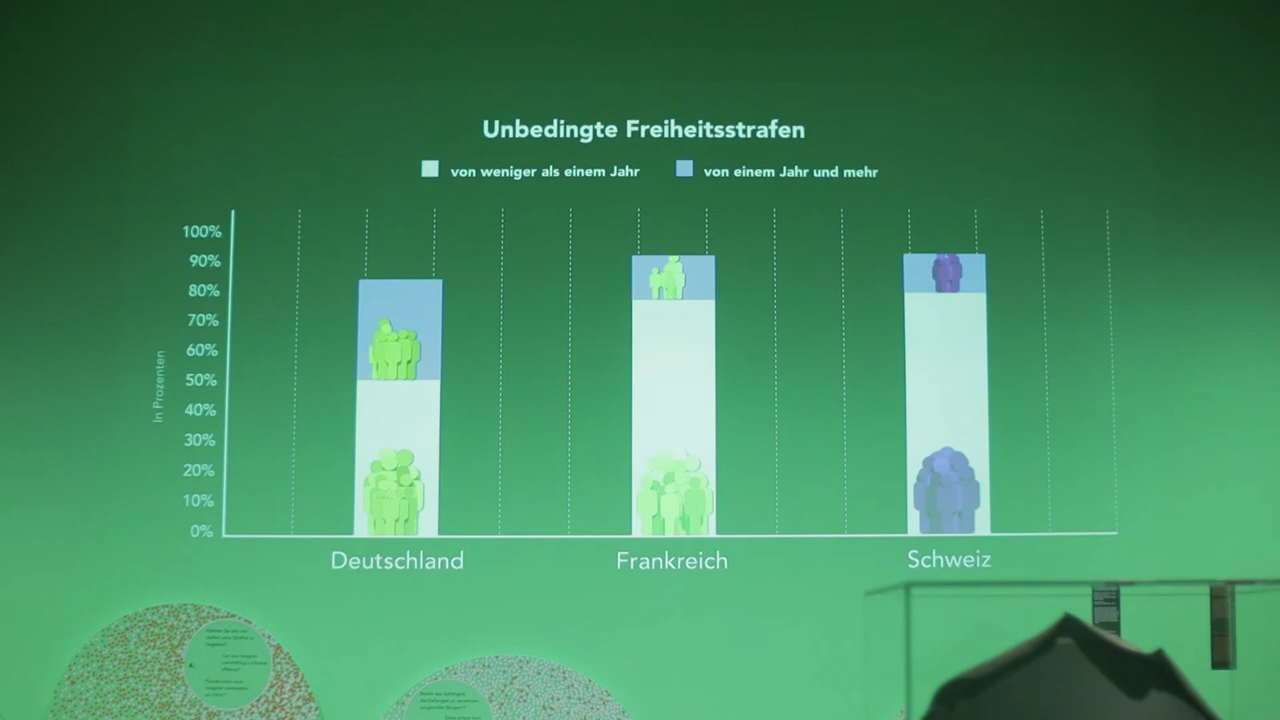 Unbedingte Freiheitsstrafen
von weniger als einem Jahr
von einem Jahr und mehr
100%
90%
80%
70%
60%
50%
40%
30%
20%
10%
0%
In Prozenten
Deutschland
Frankreich
Schweiz